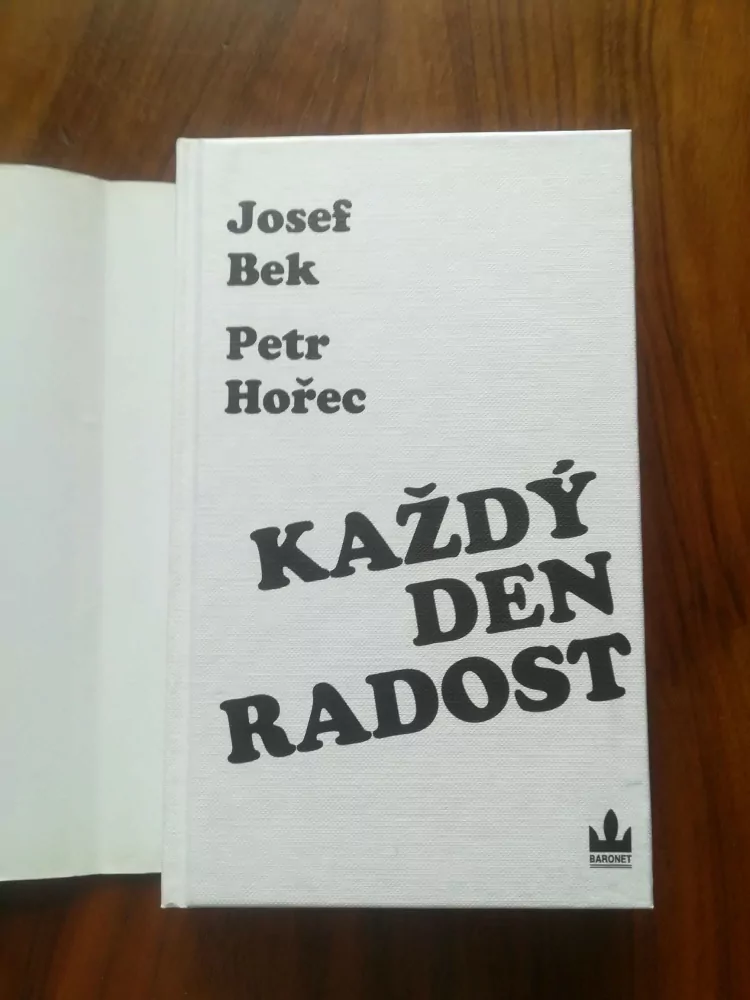 Josef
Bek
Petr
Hořec
KAŽDÝ
DEN
RADOST
BARONET